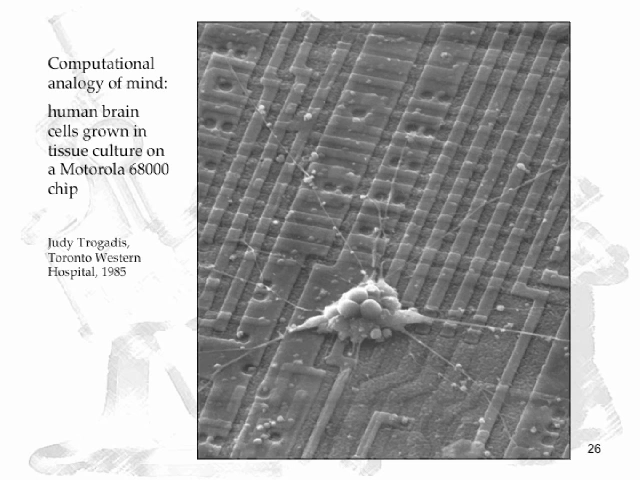 Computational
analogy of mind:
human brain
cells grown in
tissue culture on
a Motorola 68000
chip
Judy Trogadis,
Toronto Western
Hospital, 1985
26